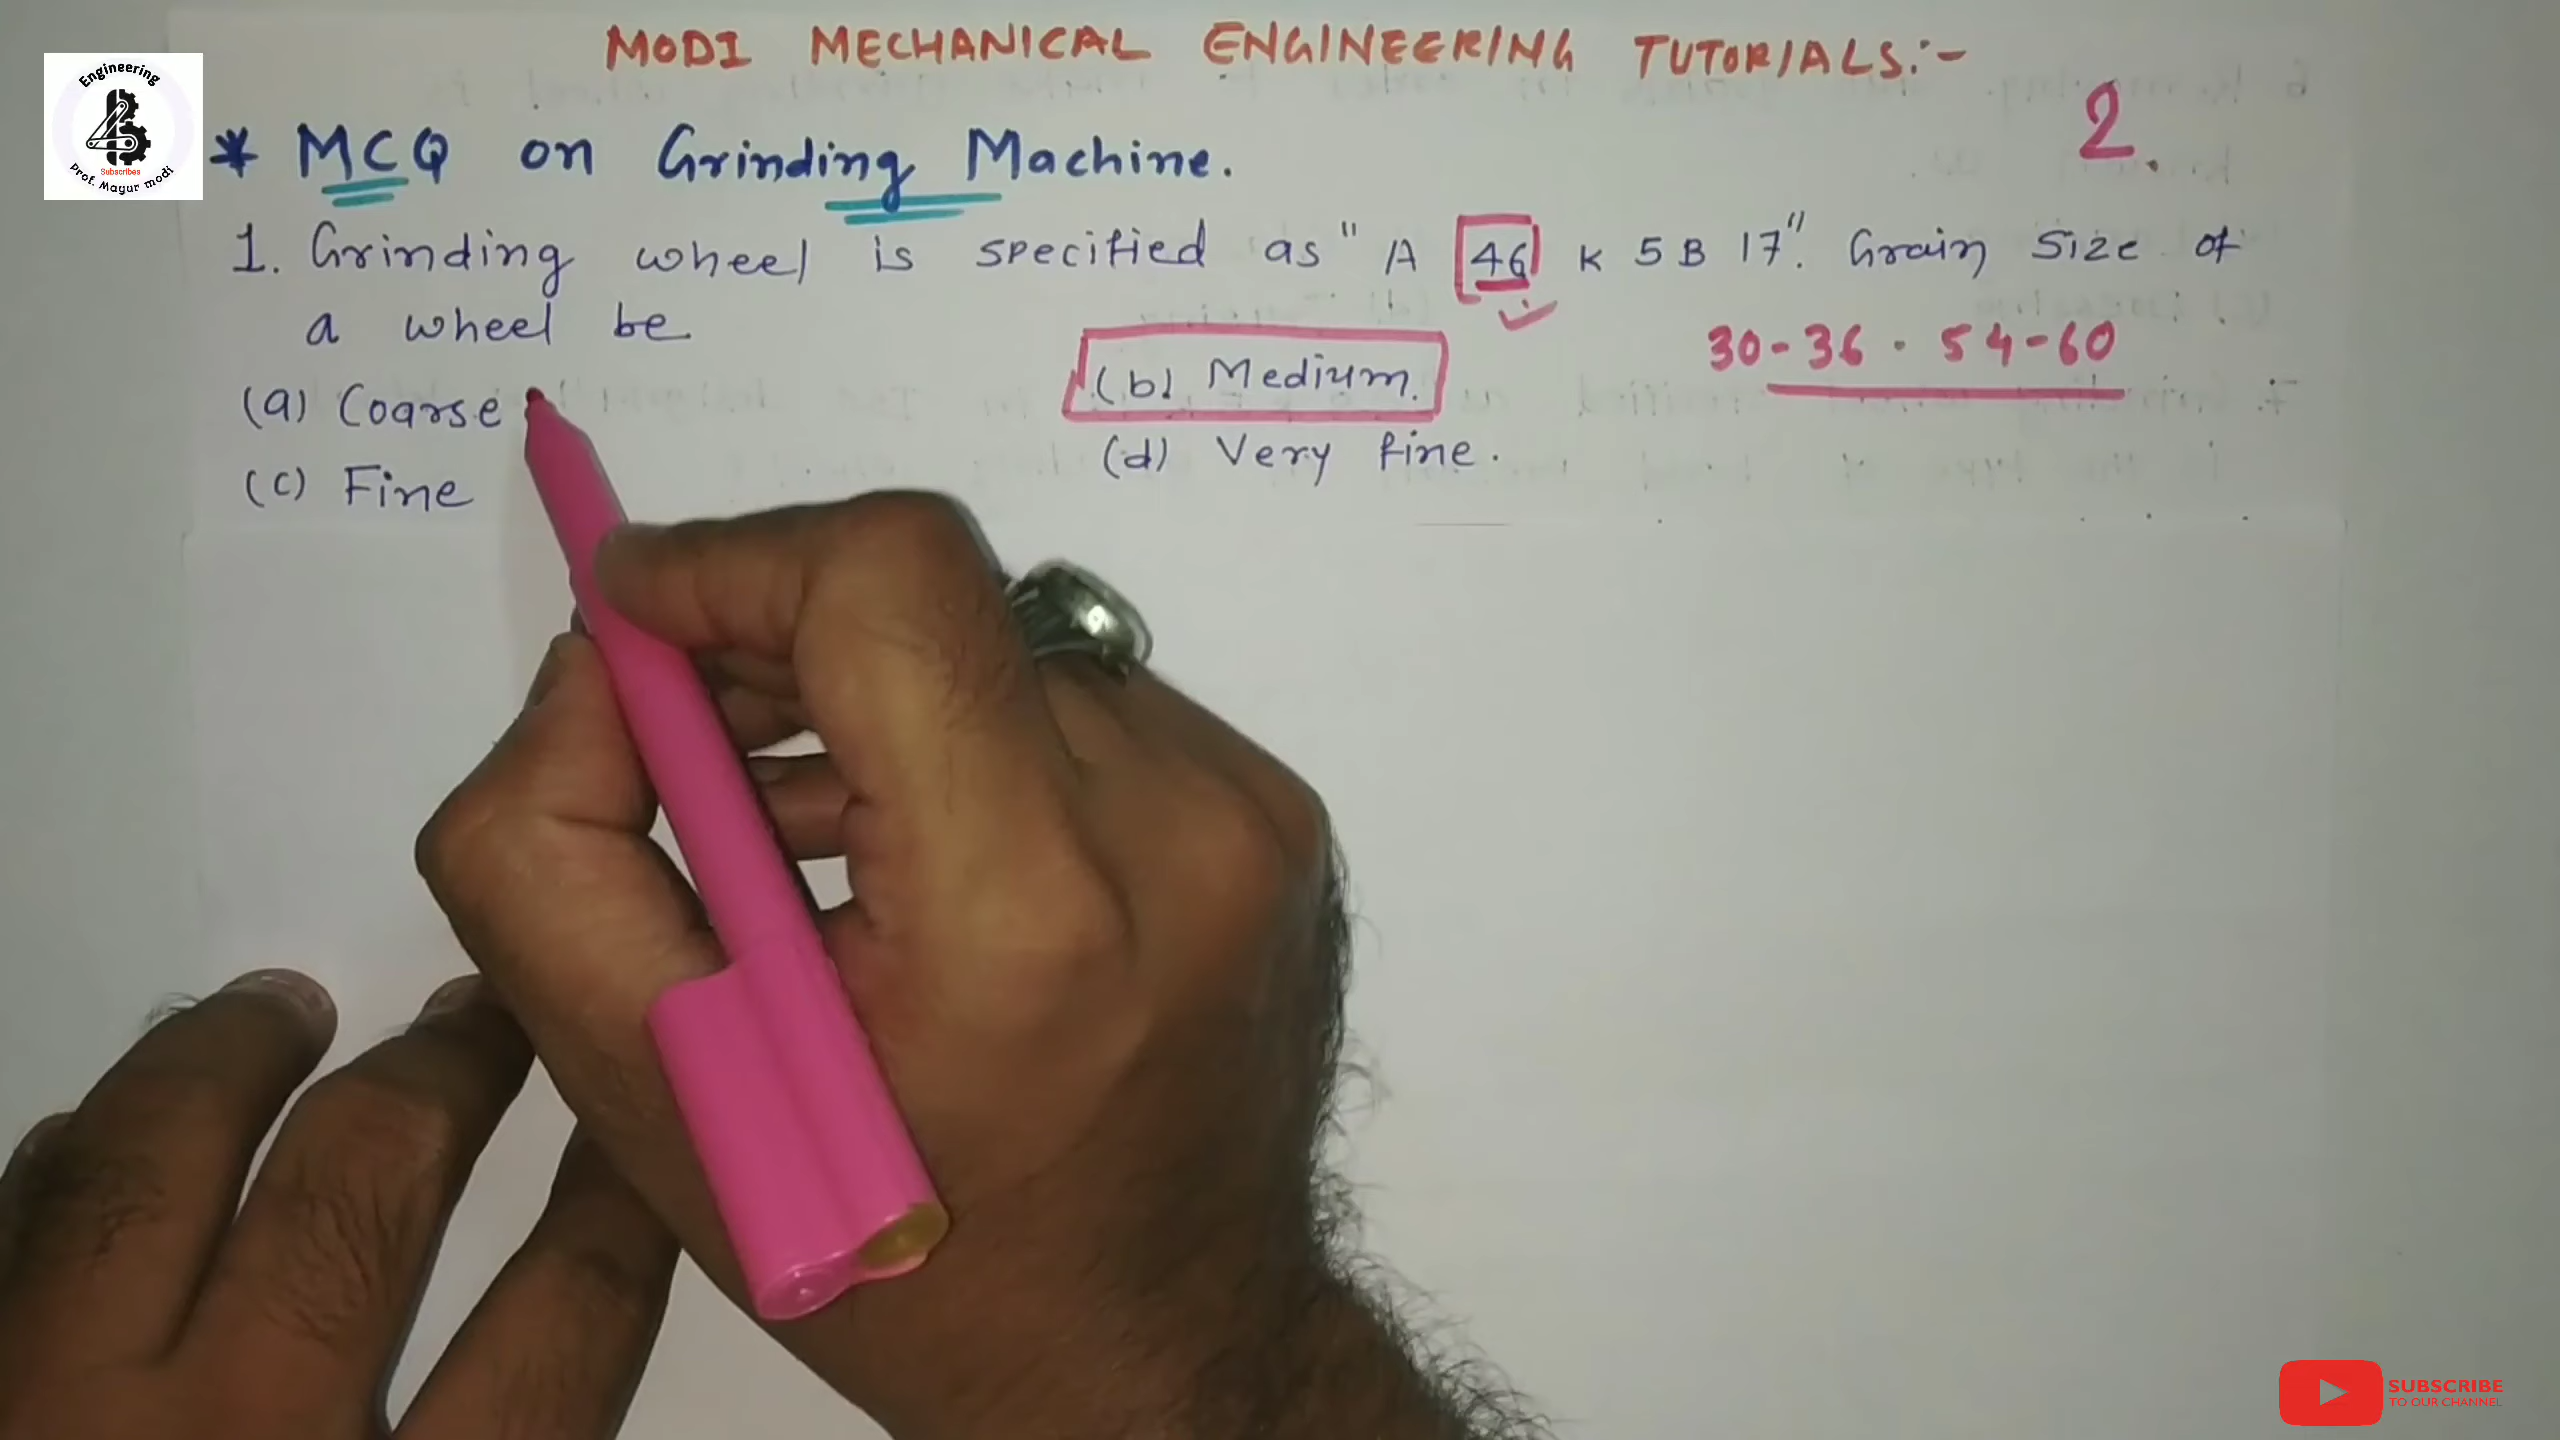 MODI MECHANICAL ENGINEERING TUTORIALS:-
Engineering
Subscribes
Prof. Mayur modi
2.
* MCQ on Grinding Machine.
1. Grinding wheel is specified as " A 46 K 5 B 17". Grain Size of
a wheel be
30-36 . 54-60
(a) Coarse (b) Medium.
(c) Fine (d) Very fine.
SUBSCRIBE
TO OUR CHANNEL